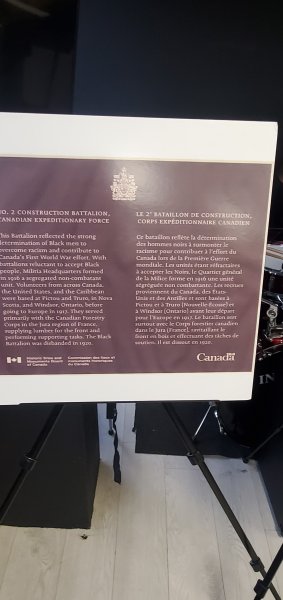 NO. 2 CONSTRUCTION BATTALION,
CANADIAN EXPEDITIONARY FORCE
This Battalion reflected the strong
determination of Black men to
overcome racism and contribute to
Canada's First World War effort. With
battalions reluctant to accept Black
people, Militia Headquarters formed
in 1916 a segregated non-combatant
unit. Volunteers from across Canada,
the United States, and the Caribbean
were based in Pictou and Truro, in Nova
Scotia, and Windsor, Ontario, before
going to Europe in 1917. They served
primarily with the Canadian Forestry
Corps in the Jura region of France,
supplying lumber for the front and
performing supporting tasks. The Black
Battalion was disbanded in 1920.
Historic Sites and
Monuments Board
of Canada
Commission des lieux et
monuments historiques
du Canada
LE 2e BATAILLON DE CONSTRUCTION,
CORPS EXPÉDITIONNAIRE CANADIEN
Ce bataillon reflète la détermination
des hommes noirs à surmonter le
racisme pour contribuer à l'effort du
Canada lors de la Première Guerre
mondiale. Les unités étant réfractaires
à accepter les Noirs, le Quartier général
de la Milice forme en 1916 une unité
ségréguée non combattante. Les recrues
proviennent du Canada, des États-
Unis et des Antilles et sont basées à
Pictou et à Truro (Nouvelle-Écosse) et
à Windsor (Ontario) avant leur départ
pour l'Europe en 1917. Le bataillon sert
surtout avec le Corps forestier canadien
dans le Jura (France), ravitaillant le
front en bois et effectuant des tâches de
soutien. Il est dissout en 1920.
Canada